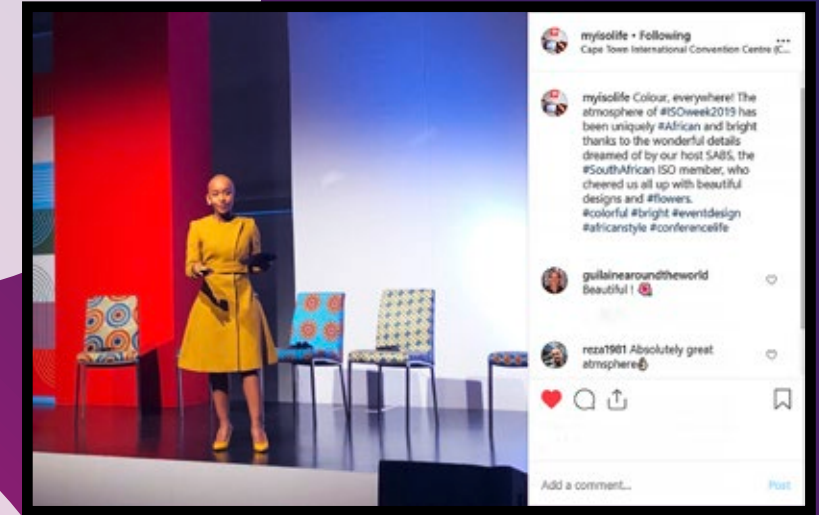 myisolife • Following
Cape Town International Convention Centre (C...
myisolife Colour, everywhere! The
atmosphere of #ISOweek2019 has
been uniquely #African and bright
thanks to the wonderful details
dreamed of by our host SABS, the
#SouthAfrican ISO member, who
cheered us all up with beautiful
designs and #flowers.
#colorful #bright #eventdesign
#africanstyle #conferencelife
guilainearoundtheworld
Beautiful !
reza1981 Absolutely great
atmsphere
Add a comment...
Post